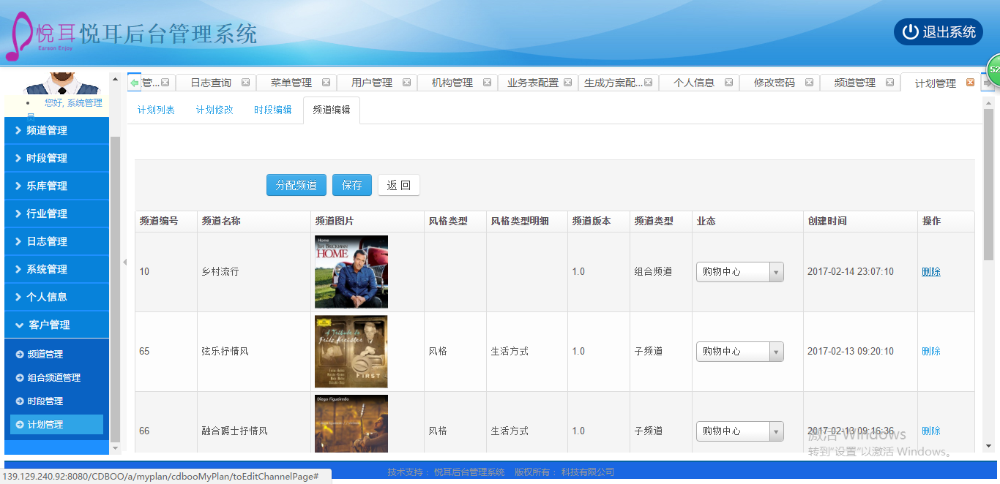 悦耳 悦耳后台管理系统
Earson Enjoy
退出系统
52
您好, 系统管理员
管... 日志查询 菜单管理 用户管理 机构管理 业务表配置 生成方案配... 个人信息 修改密码 频道管理 计划管理
计划列表 计划修改 时段编辑 频道编辑
频道管理
时段管理
乐库管理
行业管理
日志管理
系统管理
个人信息
客户管理
频道管理
组合频道管理
时段管理
计划管理
分配频道 保存 返 回
频道编号 频道名称 频道图片 风格类型 风格类型明细 频道版本 频道类型 业态 创建时间 操作
Home
JIM BRICKMAN
HOME
10 乡村流行 1.0 组合频道 购物中心 2017-02-14 23:07:10 删除
A Tribute to
Fritz Kreisler
FIRST
65 弦乐抒情风 风格 生活方式 1.0 子频道 购物中心 2017-02-13 09:20:10 删除
Diego Figueiredo
66 融合爵士抒情风 风格 生活方式 1.0 子频道 购物中心 2017-02-13 09:16:36 删除
激活 Windows
转到"设置"以激活 Windows。
技术支持： 悦耳后台管理系统 版权所有： 科技有限公司
139.129.240.92:8080/CDBOO/a/myplan/cdbooMyPlan/toEditChannelPage#